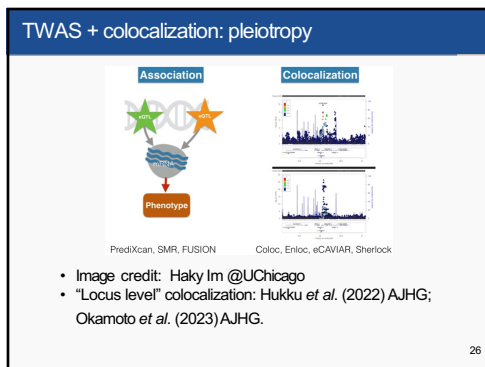 TWAS + colocalization: pleiotropy
Association
Colocalization
eQTL
eQTL
Phenotype
PrediXcan, SMR, FUSION
Coloc, Enloc, eCAVIAR, Sherlock
• Image credit: Haky Im @UChicago
• “Locus level” colocalization: Hukku et al. (2022) AJHG;
Okamoto et al. (2023) AJHG.
26